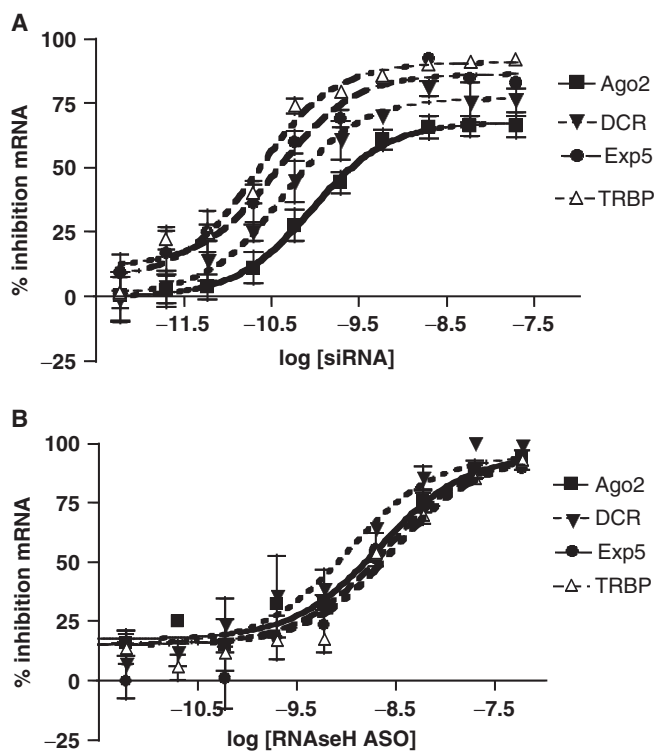 A
100
75
50
25
0
−25
% inhibition mRNA
−11.5 −10.5 −9.5 −8.5 −7.5
log [siRNA]
Ago2
DCR
Exp5
TRBP
B
100
75
50
25
0
−25
% inhibition mRNA
−10.5 −9.5 −8.5 −7.5
log [RNAseH ASO]
Ago2
DCR
Exp5
TRBP